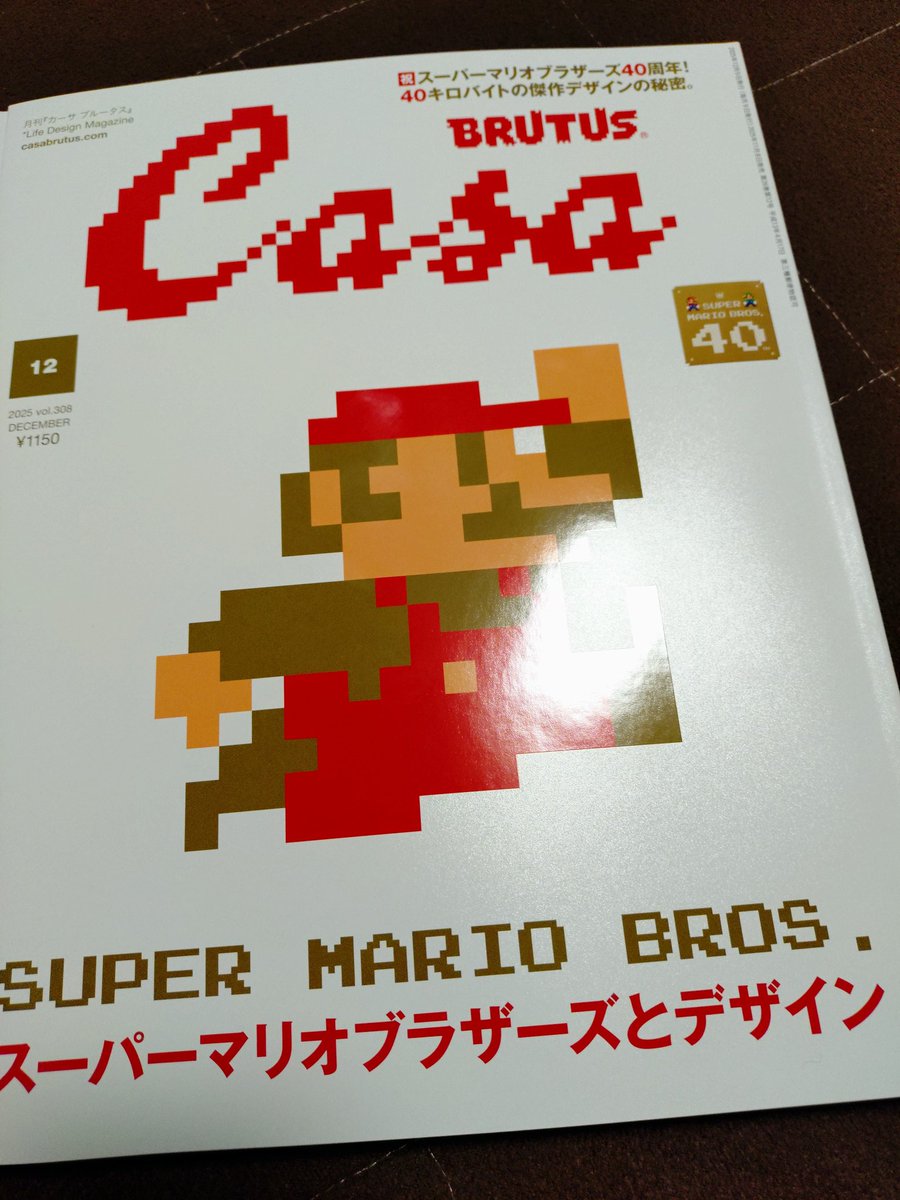 月刊『カーサ ブルータス』
"Life Design Magazine
casabrutus.com
祝スーパーマリオブラザーズ40周年!
40キロバイトの傑作デザインの秘密。
BRUTUS®
Casa
SUPER
MARIO BROS.
40
12
2025 vol.308
DECEMBER
¥1150
SUPER MARIO BROS.
スーパーマリオブラザーズとデザイン